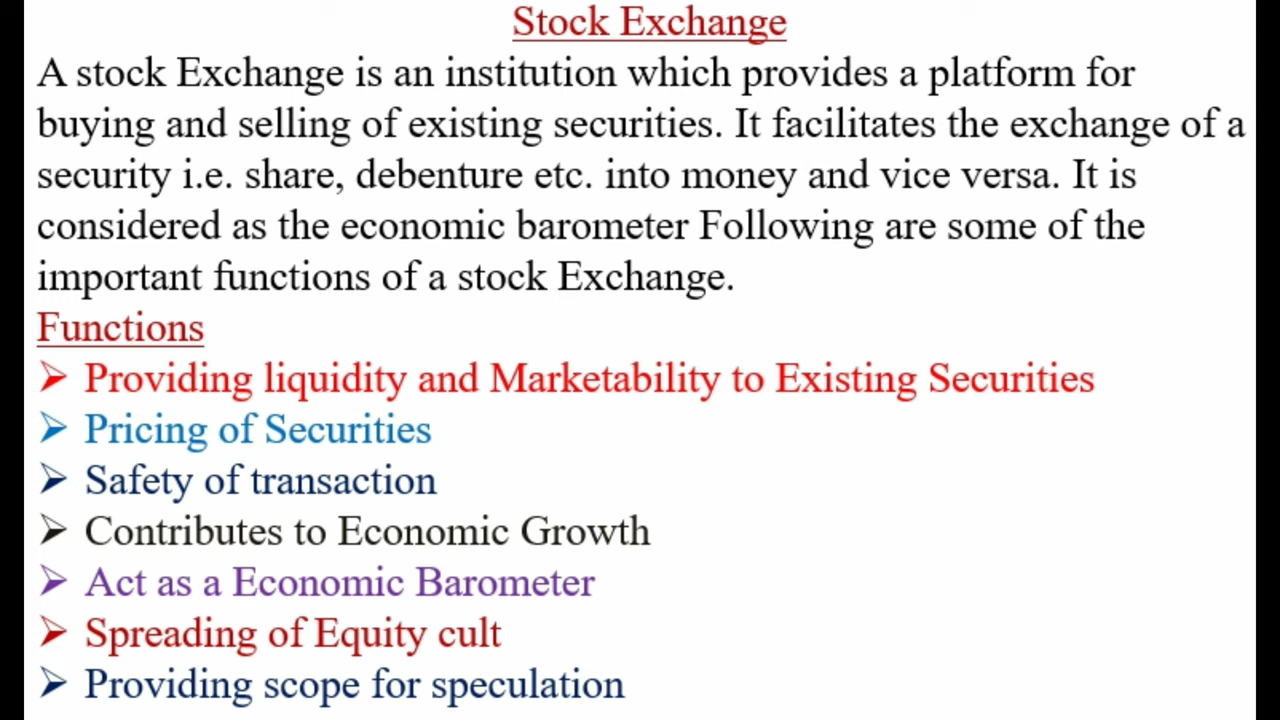 Stock Exchange
A stock Exchange is an institution which provides a platform for
buying and selling of existing securities. It facilitates the exchange of a
security i.e. share, debenture etc. into money and vice versa. It is
considered as the economic barometer Following are some of the
important functions of a stock Exchange.
Functions
➢ Providing liquidity and Marketability to Existing Securities
➢ Pricing of Securities
➢ Safety of transaction
➢ Contributes to Economic Growth
➢ Act as a Economic Barometer
➢ Spreading of Equity cult
➢ Providing scope for speculation